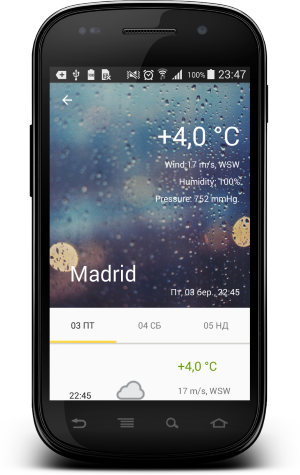 100% 23:47
+4,0 °C
Wind 17 m/s, WSW
Humidity: 100%
Pressure: 752 mmHg.
Madrid
Пт, 03 бер., 22:45
03 ПТ 04 СБ 05 НД
+4,0 °C
22:45 17 m/s, WSW